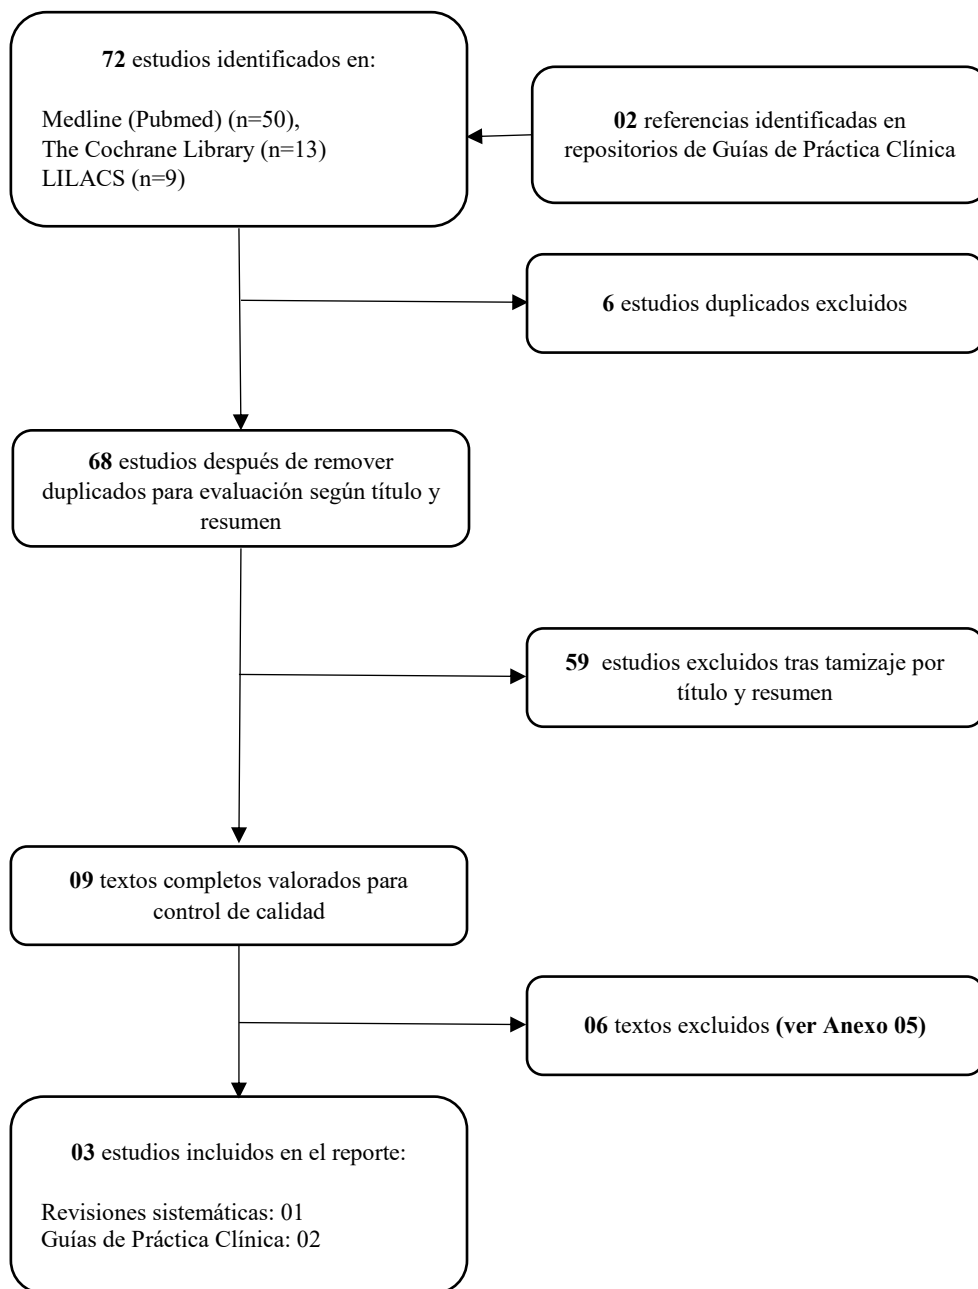 72 estudios identificados en:
Medline (Pubmed) (n=50),
The Cochrane Library (n=13)
LILACS (n=9)
02 referencias identificadas en
repositorios de Guías de Práctica Clínica
6 estudios duplicados excluidos
68 estudios después de remover
duplicados para evaluación según título y
resumen
59 estudios excluidos tras tamizaje por
título y resumen
09 textos completos valorados para
control de calidad
06 textos excluidos (ver Anexo 05)
03 estudios incluidos en el reporte:
Revisiones sistemáticas: 01
Guías de Práctica Clínica: 02